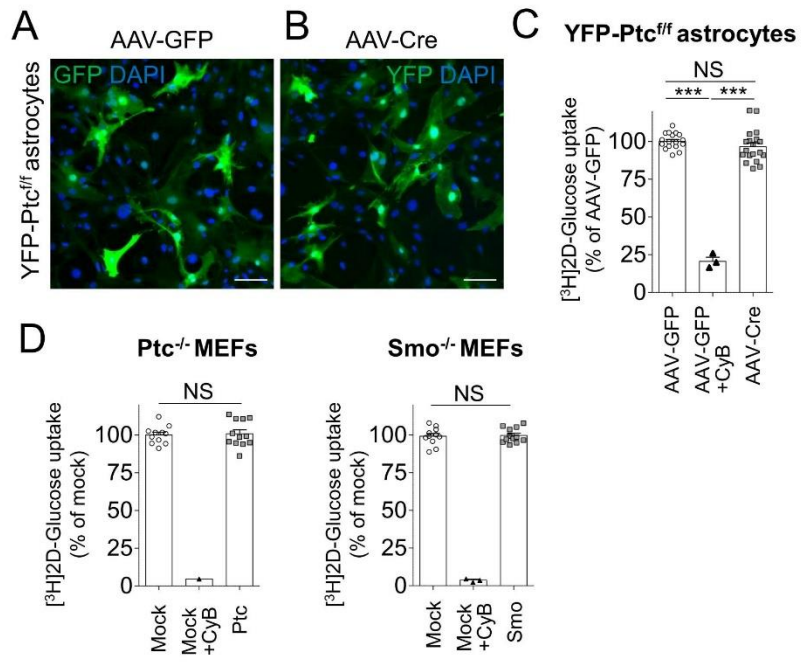 A
AAV-GFP
B
AAV-Cre
GFP DAPI
YFP DAPI
YFP-Ptcf/f astrocytes
C
YFP-Ptcf/f astrocytes
NS
*** ***
[³H]2D-Glucose uptake
(% of AAV-GFP)
100
75
50
25
0
AAV-GFP
AAV-GFP
+CyB
AAV-Cre
D
Ptc-/- MEFs
NS
[³H]2D-Glucose uptake
(% of mock)
100
75
50
25
0
Mock
Mock
+CyB
Ptc
Smo-/- MEFs
NS
[³H]2D-Glucose uptake
(% of mock)
100
75
50
25
0
Mock
Mock
+CyB
Smo